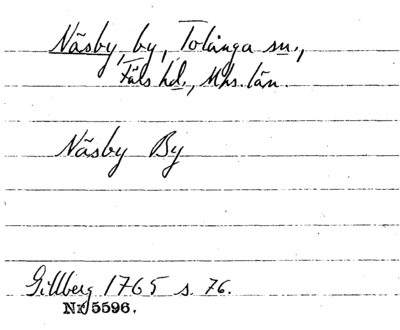 Näsby, by, Tolånga sn.,
Färs hd., Mhs. län.
Näsby By
Gillberg 1765 s. 76.
Nr 5596.